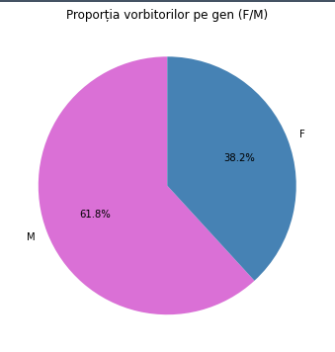 Proporția vorbitorilor pe gen (F/M)
F
38.2%
61.8%
M